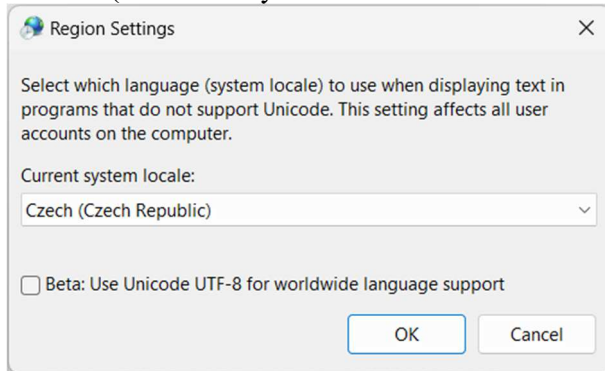 Region Settings
Select which language (system locale) to use when displaying text in
programs that do not support Unicode. This setting affects all user
accounts on the computer.
Current system locale:
Czech (Czech Republic)
Beta: Use Unicode UTF-8 for worldwide language support
OK Cancel